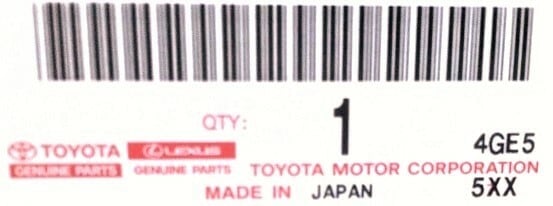 QTY: 1 4GE5
TOYOTA LEXUS
GENUINE PARTS GENUINE PARTS TOYOTA MOTOR CORPORATION
MADE IN JAPAN 5XX